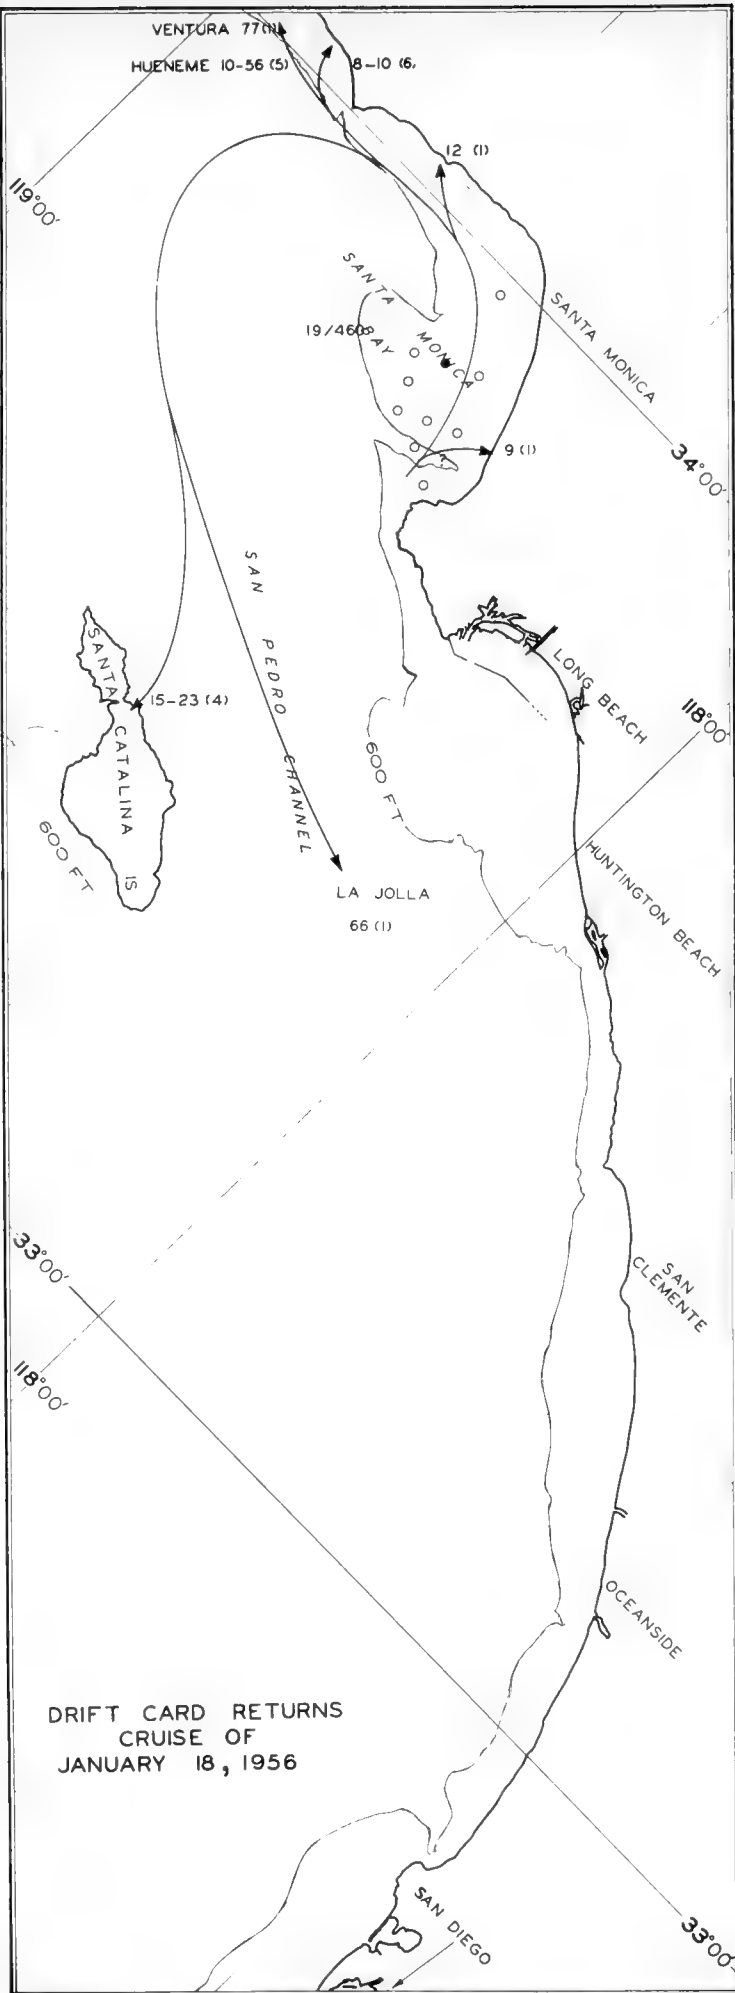 VENTURA 77(1)
HUENEME 10-56 (5)
8-10 (6,
12 (1)
119°00'
SANTA MONICA BAY
19/460
SANTA MONICA
9 (1)
34°00'
SAN PEDRO CHANNEL
SANTA CATALINA IS
15-23 (4)
LONG BEACH
118°00'
600 FT
600 FT
HUNTINGTON BEACH
LA JOLLA
66 (1)
33°00'
SAN
CLEMENTE
118°00'
OCEANSIDE
DRIFT CARD RETURNS
CRUISE OF
JANUARY 18, 1956
SAN DIEGO
33°00'